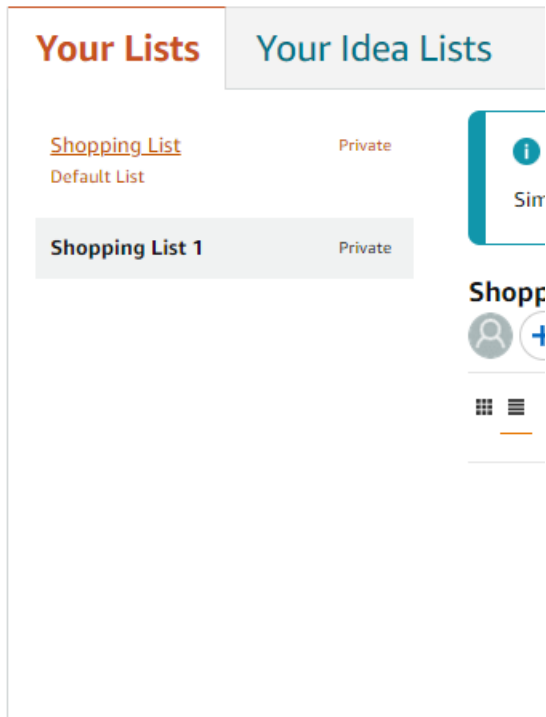 Your Lists
Your Idea Lists
Shopping List
Private
Default List
Shopping List 1
Private